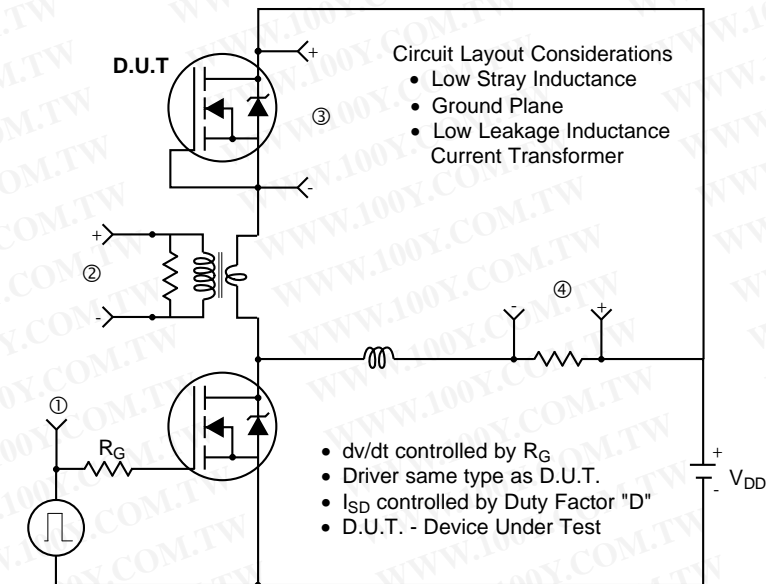 D.U.T
+
Circuit Layout Considerations
• Low Stray Inductance
• Ground Plane
• Low Leakage Inductance
Current Transformer
③
-
+
②
-
④
-
+
①
R_G
• dv/dt controlled by R_G
• Driver same type as D.U.T.
• I_SD controlled by Duty Factor "D"
• D.U.T. - Device Under Test
+
V_DD
-
WWW.100Y.COM.TW